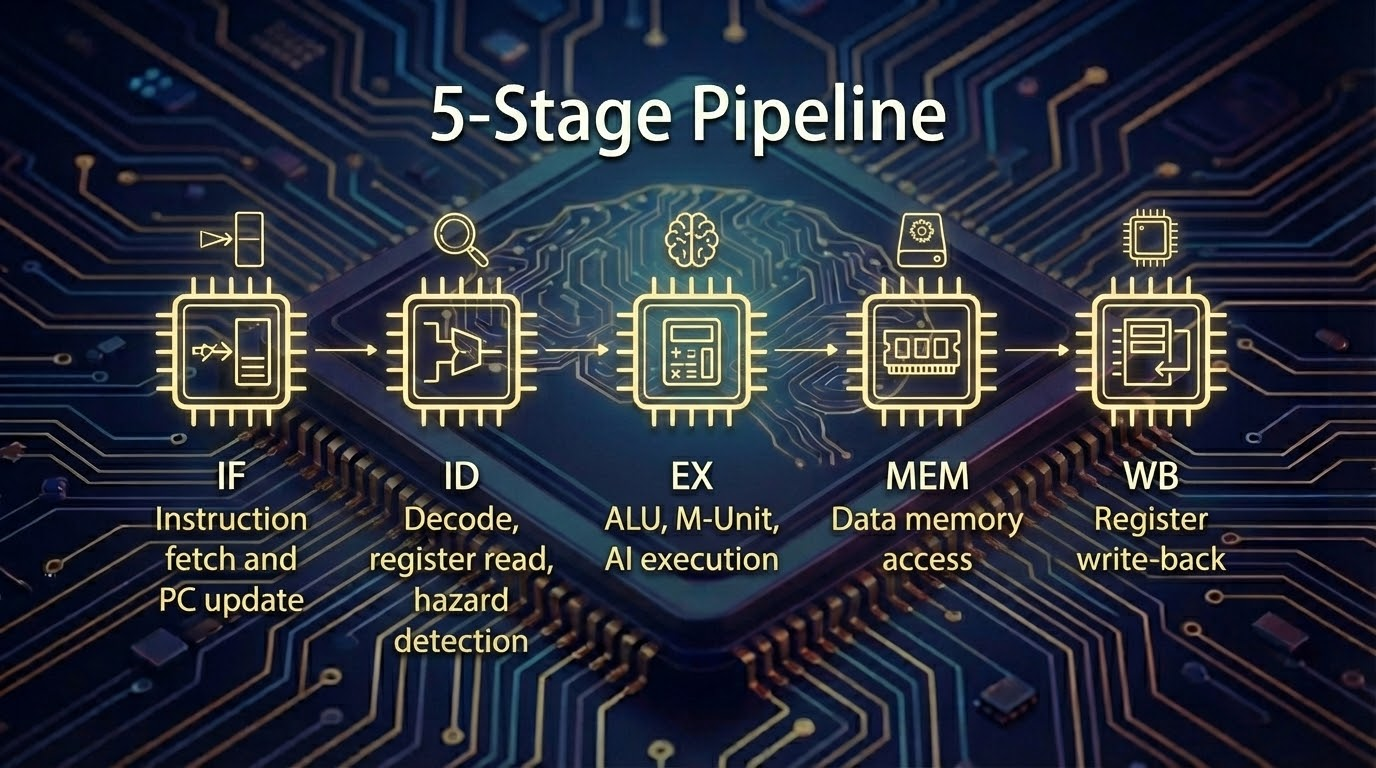 5-Stage Pipeline
IF
Instruction
fetch and
PC update
ID
Decode,
register read,
hazard
detection
EX
ALU, M-Unit,
AI execution
MEM
Data memory
access
WB
Register
write-back